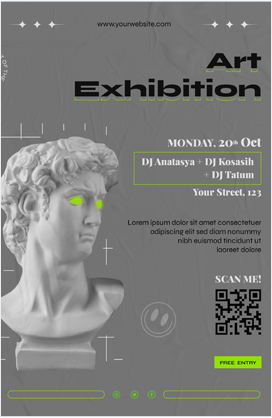 www.yourwebsite.com
Art
Exhibition
MONDAY, 20th Oct
DJ Anatasya + DJ Kosasih
+ DJ Tatum
Your Street, 123
Lorem ipsum dolor sit amet consectetuer
adipiscing elit sed diam nonummy
nibh euismod tincidunt ut
laoreet dolore
SCAN ME!
FREE ENTRY